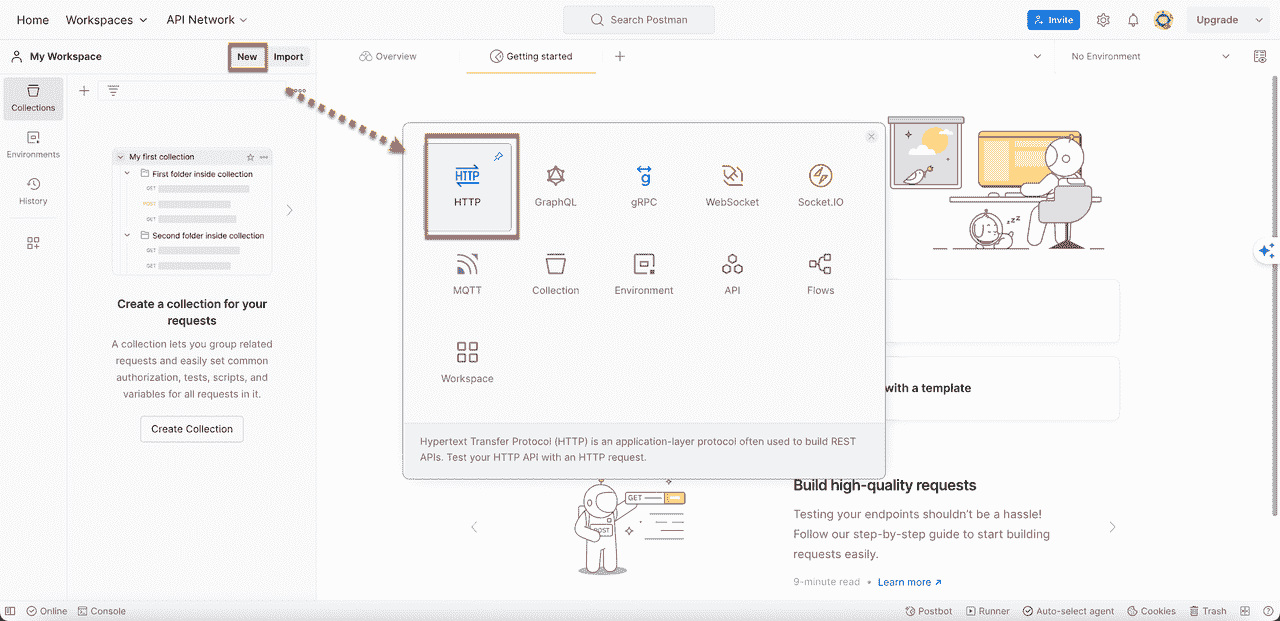 Home Workspaces API Network Search Postman Invite Upgrade
My Workspace New Import Overview Getting started No Environment
Collections
Environments
History
My first collection
First folder inside collection
GET
POST
GET
Second folder inside collection
GET
GET
Create a collection for your
requests
A collection lets you group related
requests and easily set common
authorization, tests, scripts, and
variables for all requests in it.
Create Collection
HTTP
HTTP GraphQL gRPC WebSocket Socket.IO
MQTT Collection Environment API Flows
Workspace
Hypertext Transfer Protocol (HTTP) is an application-layer protocol often used to build REST
APIs. Test your HTTP API with an HTTP request.
zzZ
with a template
GET
POST
Build high-quality requests
Testing your endpoints shouldn't be a hassle!
Follow our step-by-step guide to start building
requests easily.
9-minute read • Learn more
Online Console Postbot Runner Auto-select agent Cookies Trash